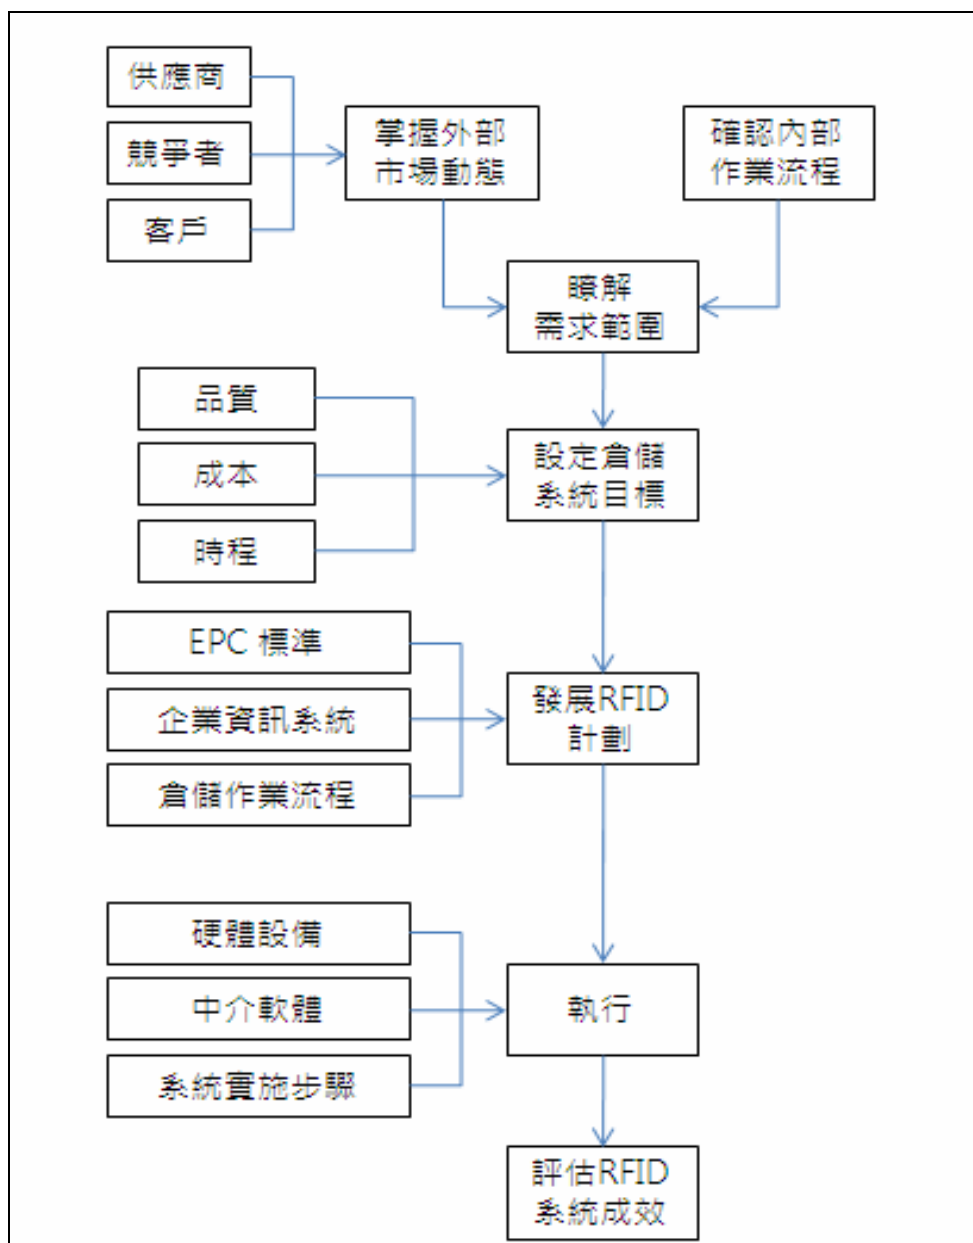 供應商
競爭者
客戶
掌握外部
市場動態
確認內部
作業流程
瞭解
需求範圍
品質
成本
時程
設定倉儲
系統目標
EPC 標準
企業資訊系統
倉儲作業流程
發展RFID
計劃
硬體設備
中介軟體
系統實施步驟
執行
評估RFID
系統成效